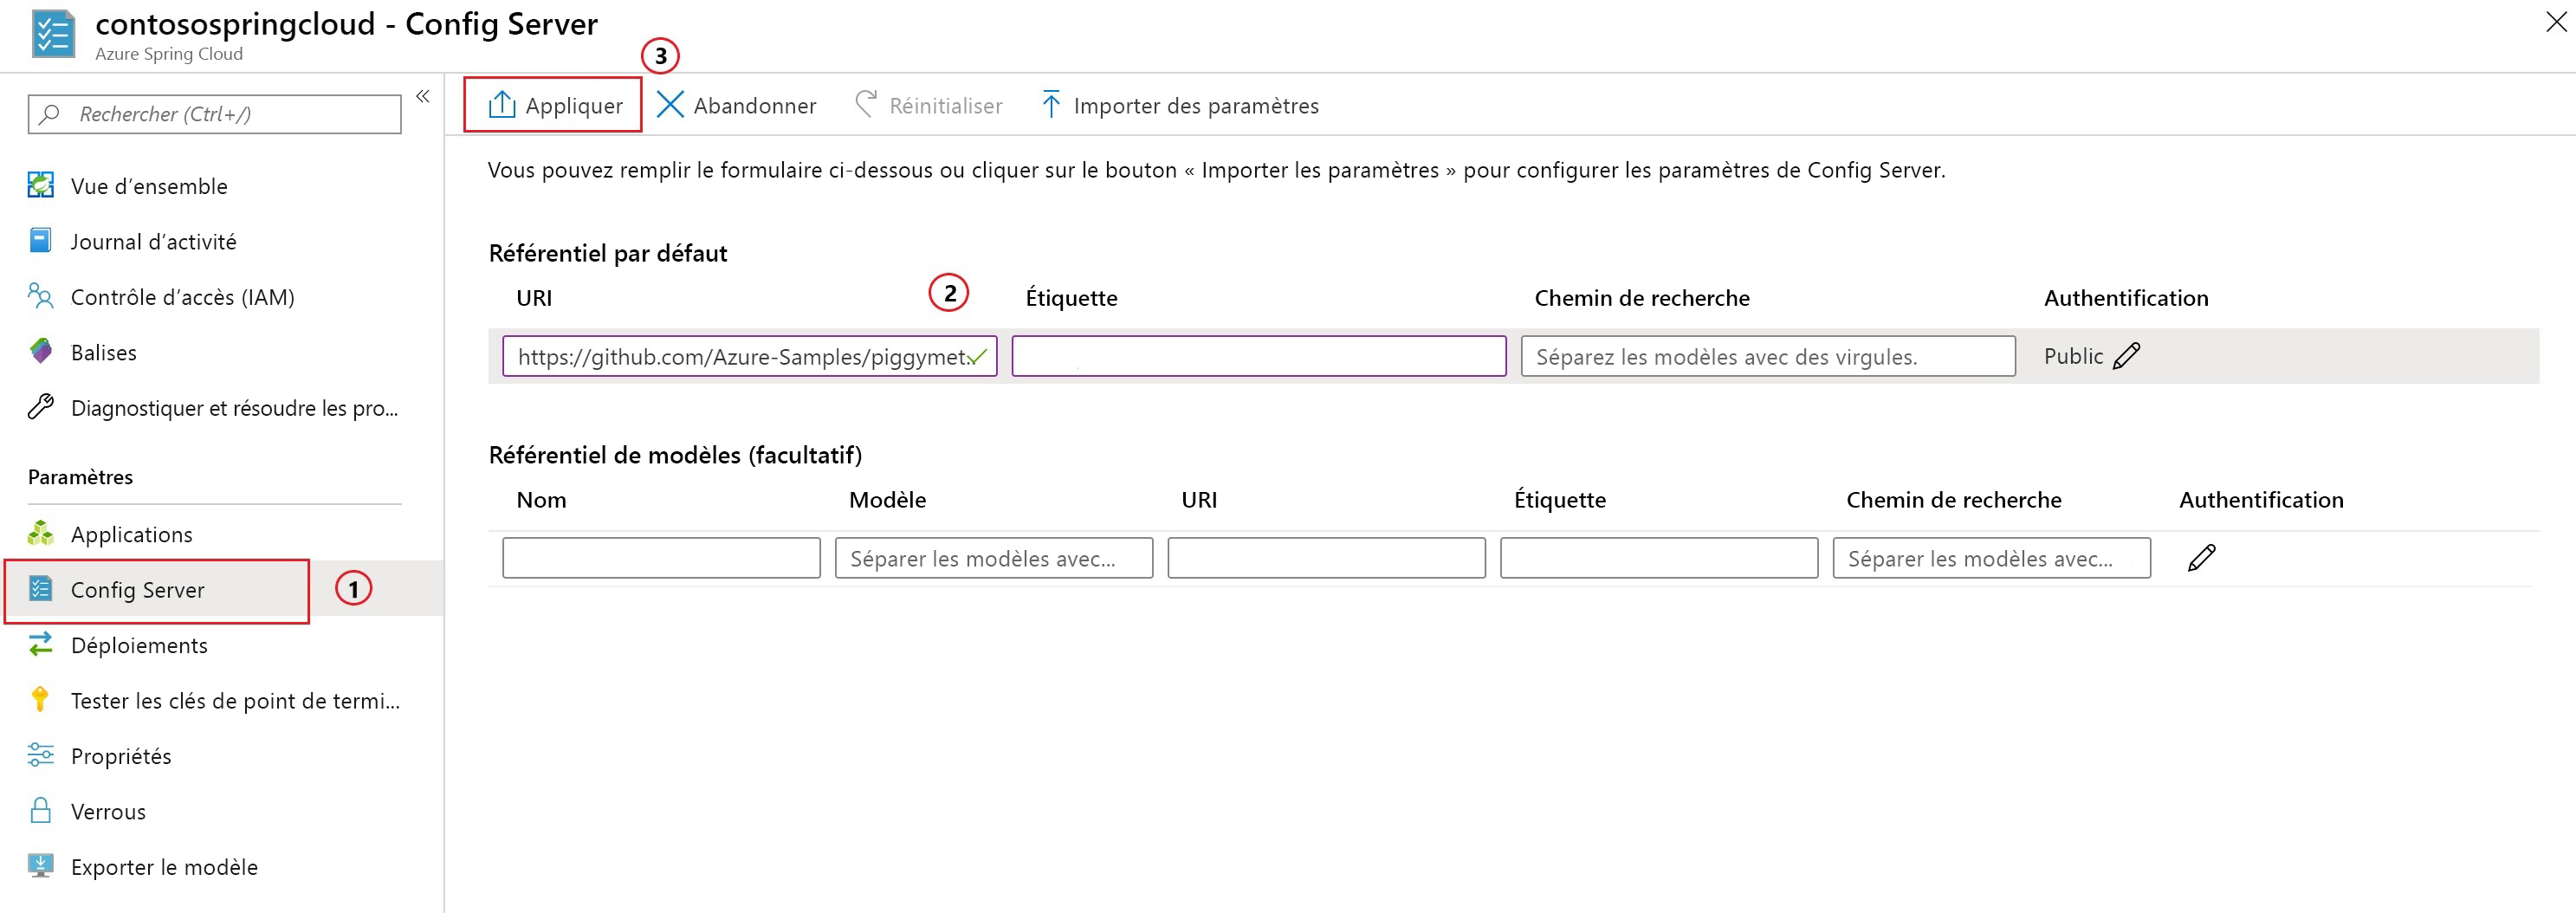 contosospringcloud - Config Server
Azure Spring Cloud
3
Rechercher (Ctrl+/)
«
Vue d'ensemble
Journal d'activité
Contrôle d'accès (IAM)
Balises
Diagnostiquer et résoudre les pro...
Paramètres
Applications
Config Server
1
Déploiements
Tester les clés de point de termi...
Propriétés
Verrous
Exporter le modèle
Appliquer Abandonner Réinitialiser Importer des paramètres
Vous pouvez remplir le formulaire ci-dessous ou cliquer sur le bouton « Importer les paramètres » pour configurer les paramètres de Config Server.
Référentiel par défaut
URI 2 Étiquette Chemin de recherche Authentification
https://github.com/Azure-Samples/piggymet... Séparez les modèles avec des virgules. Public
Référentiel de modèles (facultatif)
Nom Modèle URI Étiquette Chemin de recherche Authentification
Séparer les modèles avec... Séparer les modèles avec...